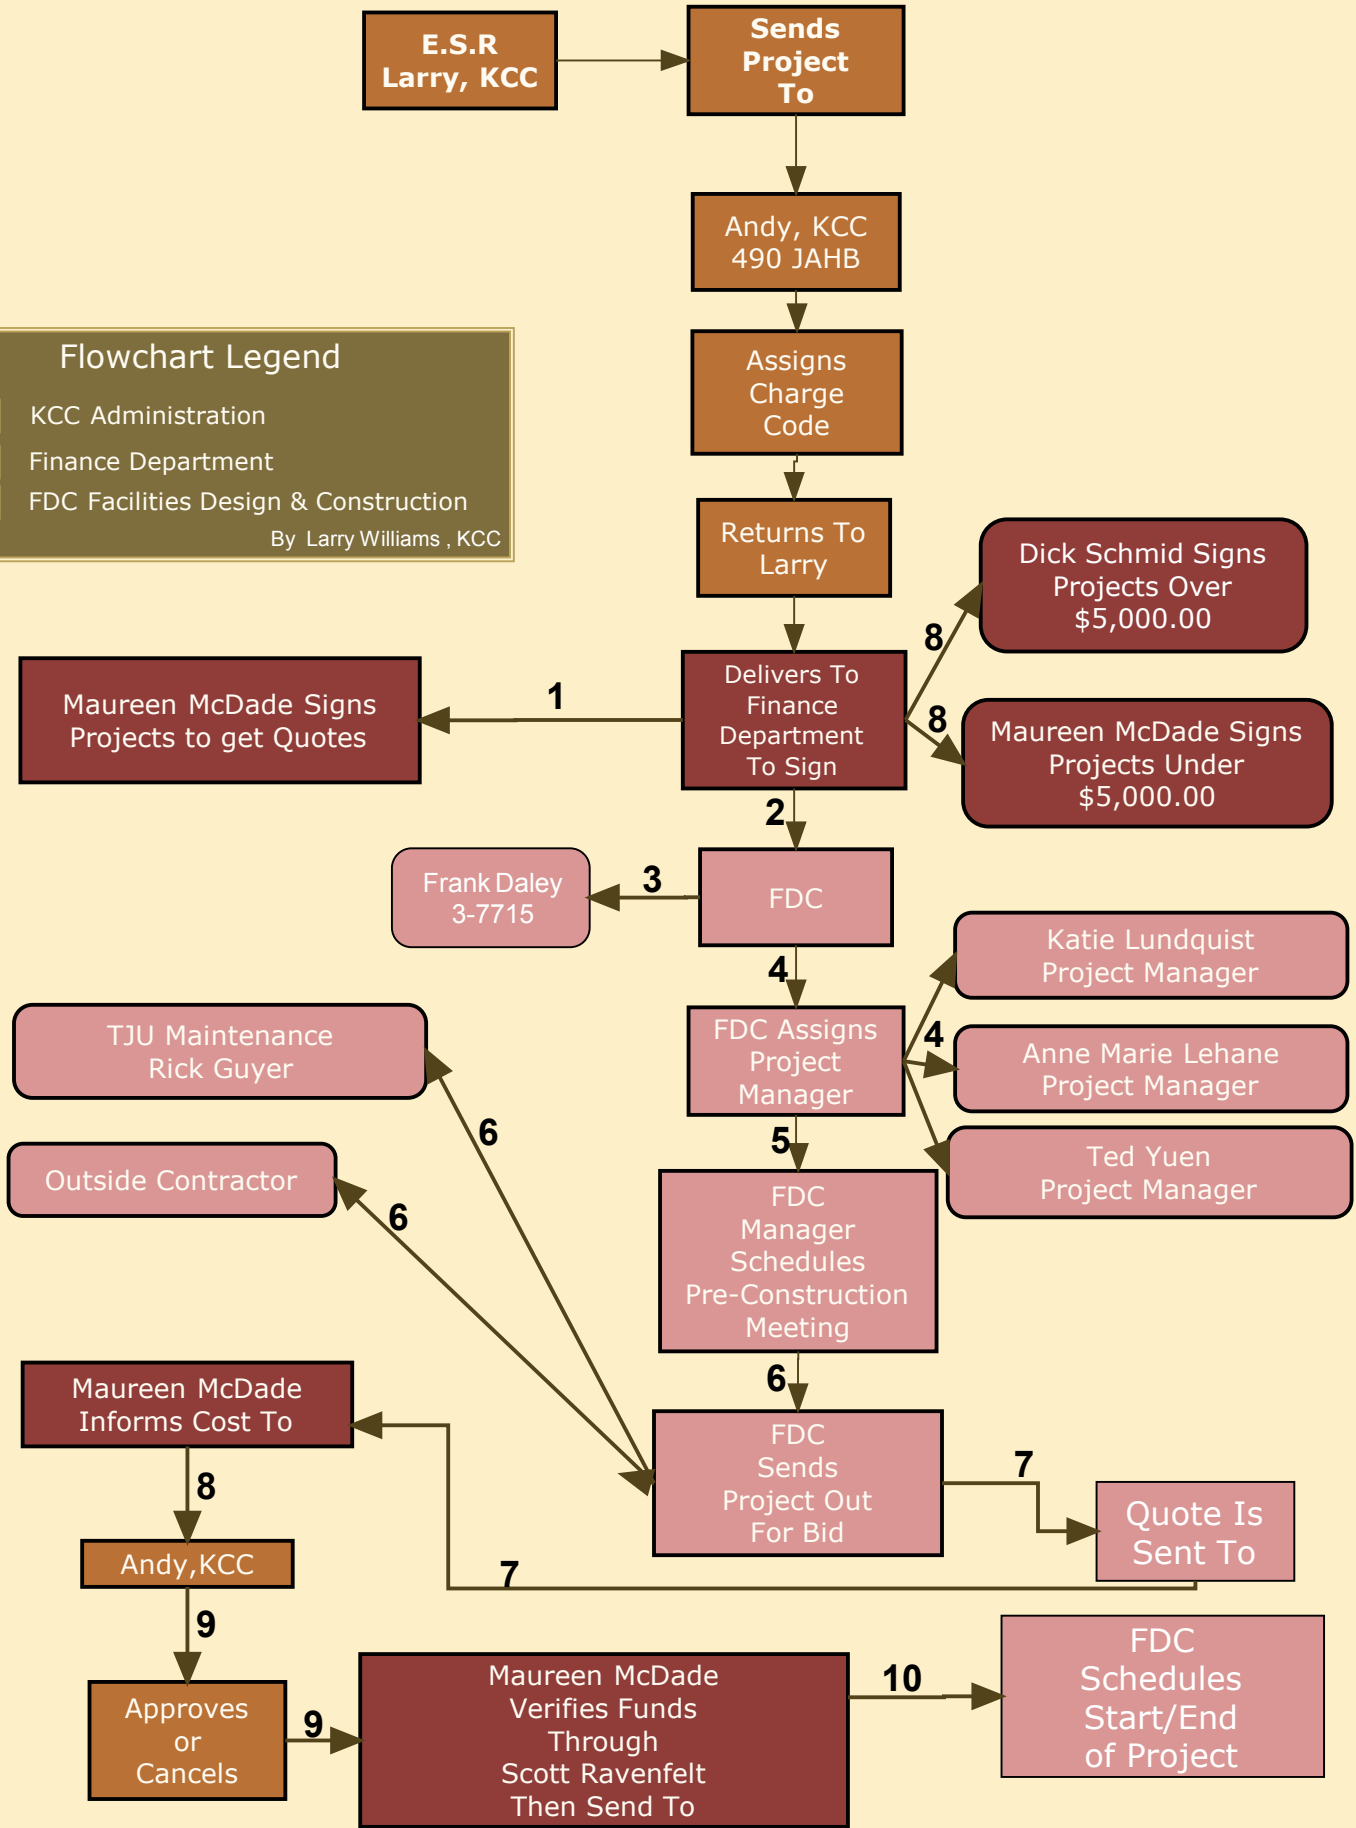 E.S.R
Larry, KCC
Sends
Project
To
Andy, KCC
490 JAHB
Assigns
Charge
Code
Returns To
Larry
Flowchart Legend
KCC Administration
Finance Department
FDC Facilities Design & Construction
By Larry Williams , KCC
Delivers To
Finance
Department
To Sign
1
Maureen McDade Signs
Projects to get Quotes
8
Dick Schmid Signs
Projects Over
$5,000.00
8
Maureen McDade Signs
Projects Under
$5,000.00
2
FDC
3
Frank Daley
3-7715
4
FDC Assigns
Project
Manager
Katie Lundquist
Project Manager
4
Anne Marie Lehane
Project Manager
Ted Yuen
Project Manager
5
FDC
Manager
Schedules
Pre-Construction
Meeting
TJU Maintenance
Rick Guyer
6
Outside Contractor
6
6
FDC
Sends
Project Out
For Bid
7
Quote Is
Sent To
7
Maureen McDade
Informs Cost To
8
Andy,KCC
9
Approves
or
Cancels
9
Maureen McDade
Verifies Funds
Through
Scott Ravenfelt
Then Send To
10
FDC
Schedules
Start/End
of Project